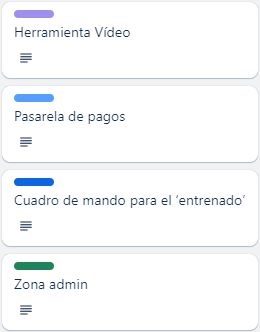 Herramienta Vídeo
Pasarela de pagos
Cuadro de mando para el ‘entrenado’
Zona admin